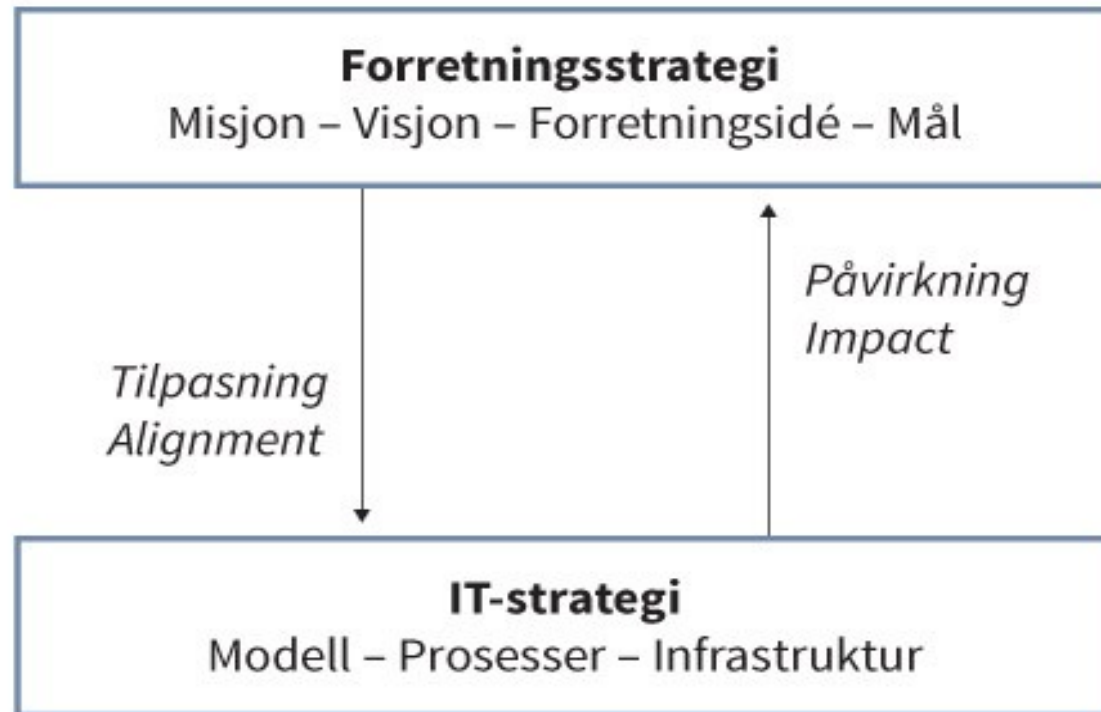 Forretningsstrategi
Misjon – Visjon – Forretningsidé – Mål
Påvirkning
Impact
Tilpasning
Alignment
IT-strategi
Modell – Prosesser – Infrastruktur